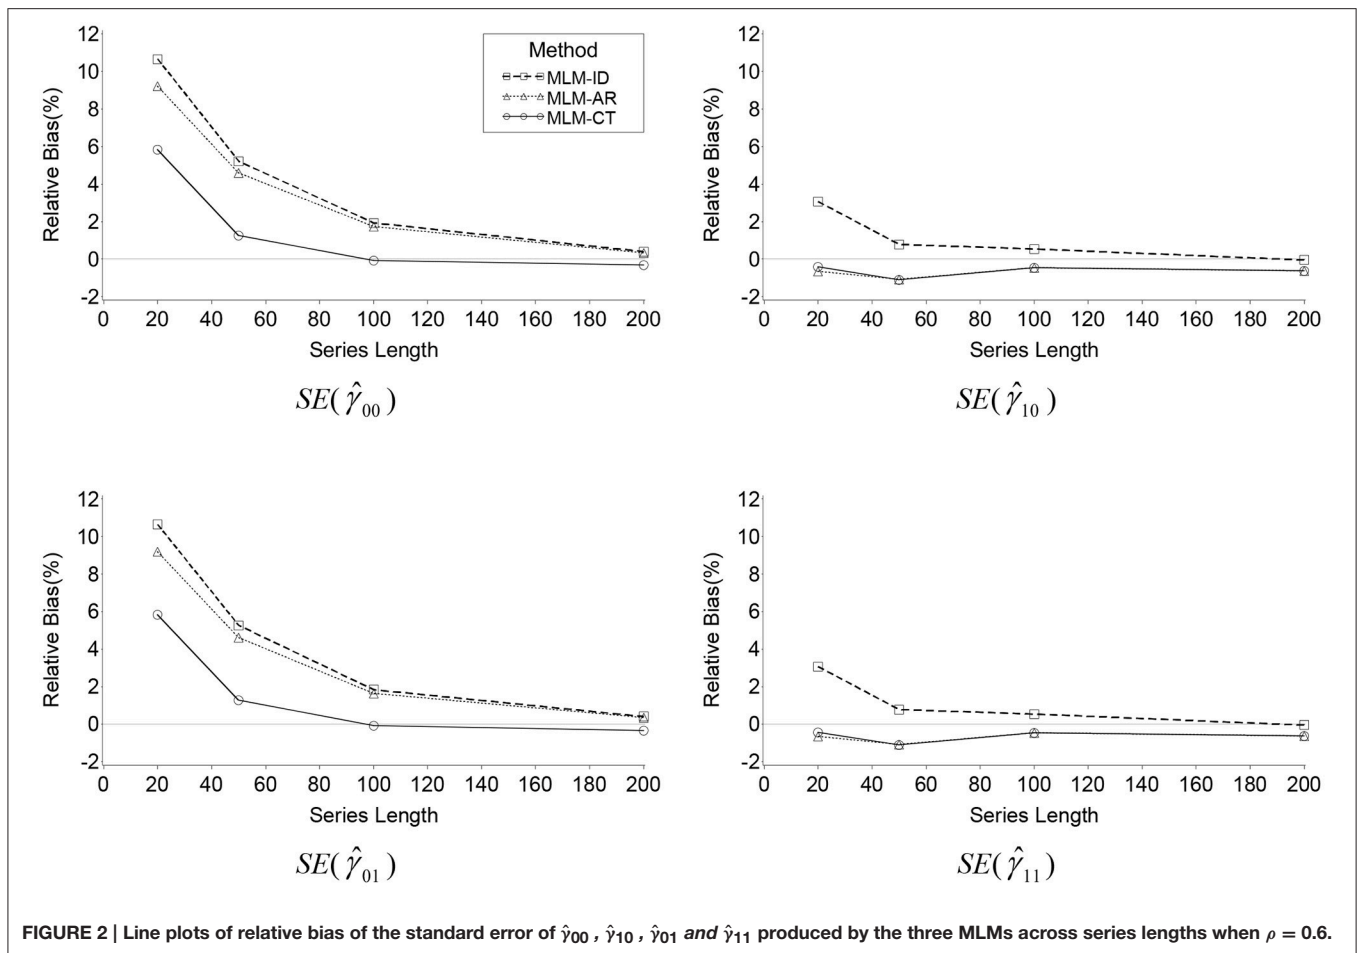 12
10
8
6
4
2
0
-2
Relative Bias(%)
0 20 40 60 80 100 120 140 160 180 200
Series Length
Method
MLM-ID
MLM-AR
MLM-CT
SE(γ̂00)
12
10
8
6
4
2
0
-2
Relative Bias(%)
0 20 40 60 80 100 120 140 160 180 200
Series Length
SE(γ̂10)
12
10
8
6
4
2
0
-2
Relative Bias(%)
0 20 40 60 80 100 120 140 160 180 200
Series Length
SE(γ̂01)
12
10
8
6
4
2
0
-2
Relative Bias(%)
0 20 40 60 80 100 120 140 160 180 200
Series Length
SE(γ̂11)
FIGURE 2 | Line plots of relative bias of the standard error of γ̂00 , γ̂10 , γ̂01 and γ̂11 produced by the three MLMs across series lengths when ρ = 0.6.